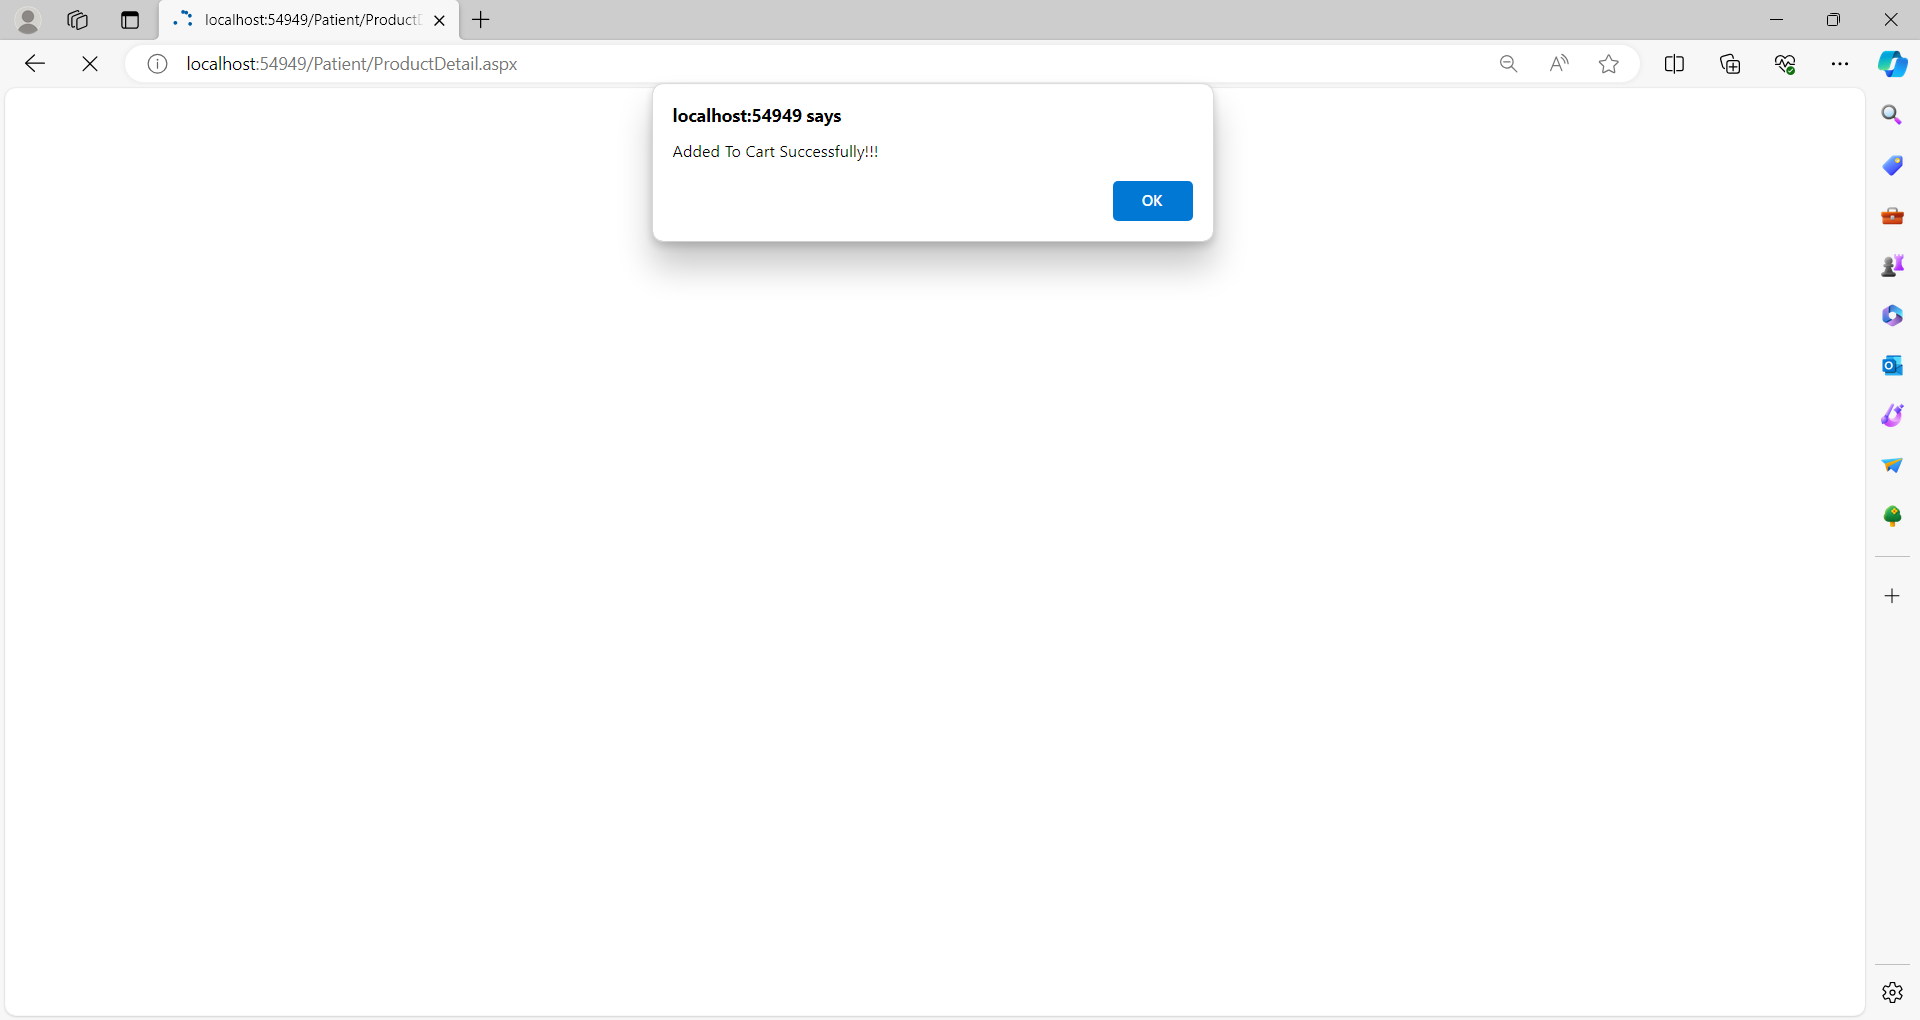 localhost:54949/Patient/Product
localhost:54949/Patient/ProductDetail.aspx
localhost:54949 says
Added To Cart Successfully!!!
OK